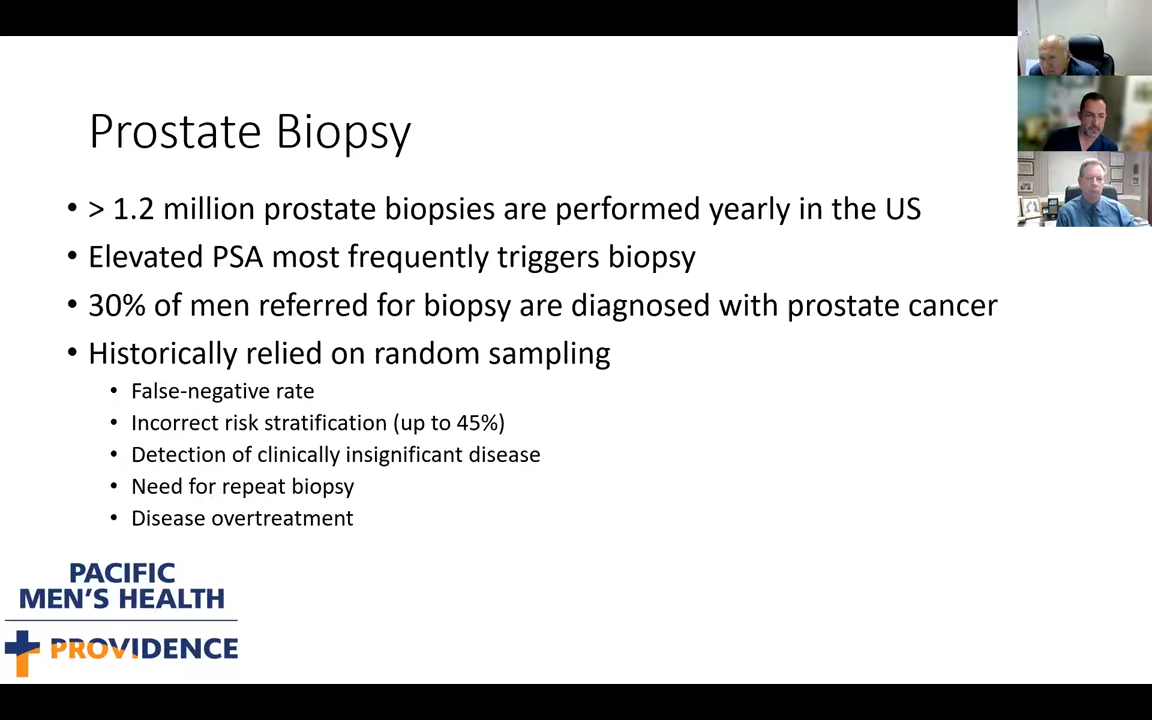 Prostate Biopsy
• > 1.2 million prostate biopsies are performed yearly in the US
• Elevated PSA most frequently triggers biopsy
• 30% of men referred for biopsy are diagnosed with prostate cancer
• Historically relied on random sampling
• False-negative rate
• Incorrect risk stratification (up to 45%)
• Detection of clinically insignificant disease
• Need for repeat biopsy
• Disease overtreatment
PACIFIC
MEN'S HEALTH
PROVIDENCE